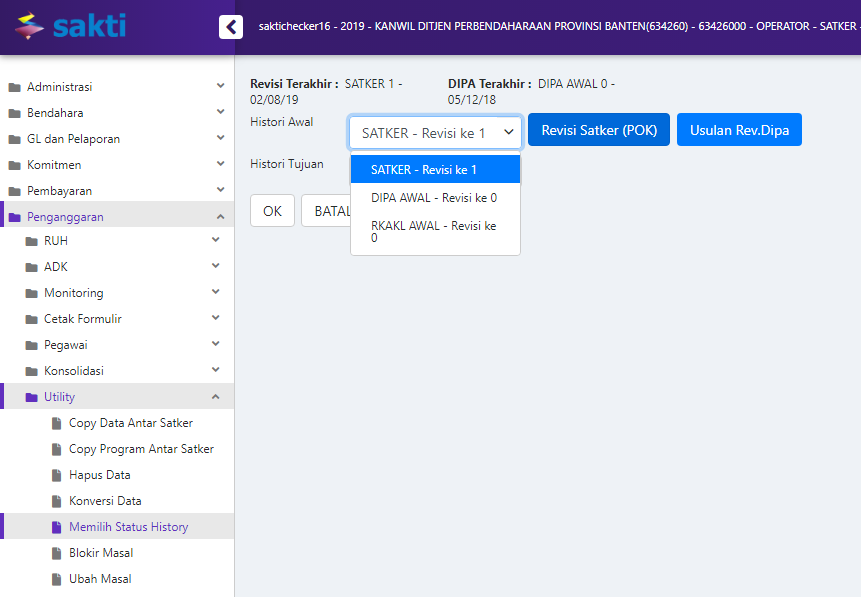 sakti
saktichecker16 - 2019 - KANWIL DITJEN PERBENDAHARAAN PROVINSI BANTEN(634260) - 63426000 - OPERATOR - SATKER -
Administrasi
Bendahara
GL dan Pelaporan
Komitmen
Pembayaran
Penganggaran
RUH
ADK
Monitoring
Cetak Formulir
Pegawai
Konsolidasi
Utility
Copy Data Antar Satker
Copy Program Antar Satker
Hapus Data
Konversi Data
Memilih Status History
Blokir Masal
Ubah Masal
Revisi Terakhir : SATKER 1 -
02/08/19
DIPA Terakhir : DIPA AWAL 0 -
05/12/18
Histori Awal
SATKER - Revisi ke 1
Revisi Satker (POK)
Usulan Rev.Dipa
Histori Tujuan
SATKER - Revisi ke 1
DIPA AWAL - Revisi ke 0
RKAKL AWAL - Revisi ke
0
OK
BATAL